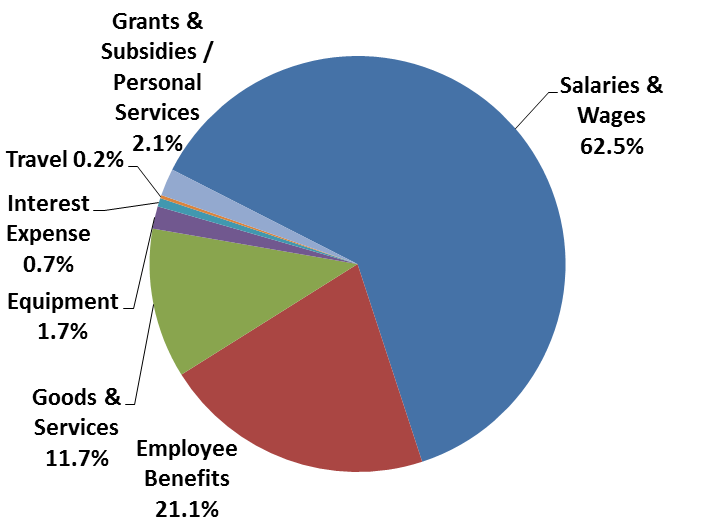 Grants &
Subsidies /
Personal
Services
2.1%
Salaries &
Wages
62.5%
Travel 0.2%
Interest
Expense
0.7%
Equipment
1.7%
Goods &
Services
11.7%
Employee
Benefits
21.1%